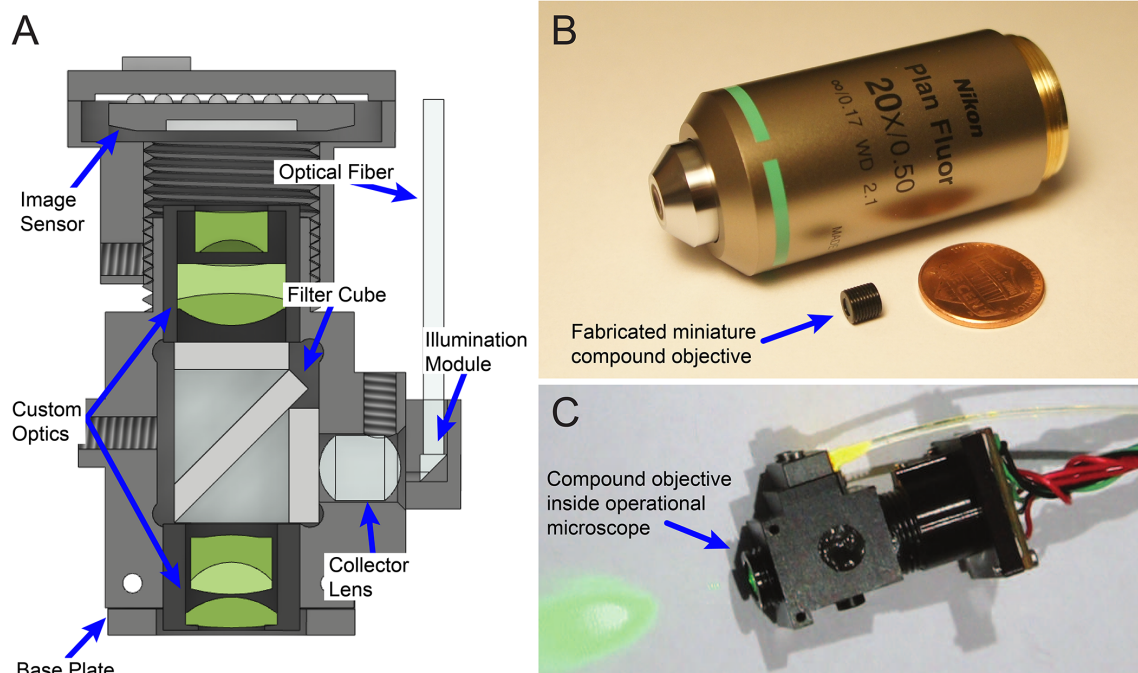 A
Image
Sensor
Optical Fiber
Filter Cube
Illumination
Module
Custom
Optics
Collector
Lens
Base Plate
B
Nikon
Plan Fluor
20X/0.50
∞/0.17 WD 2.1
Fabricated miniature
compound objective
C
Compound objective
inside operational
microscope